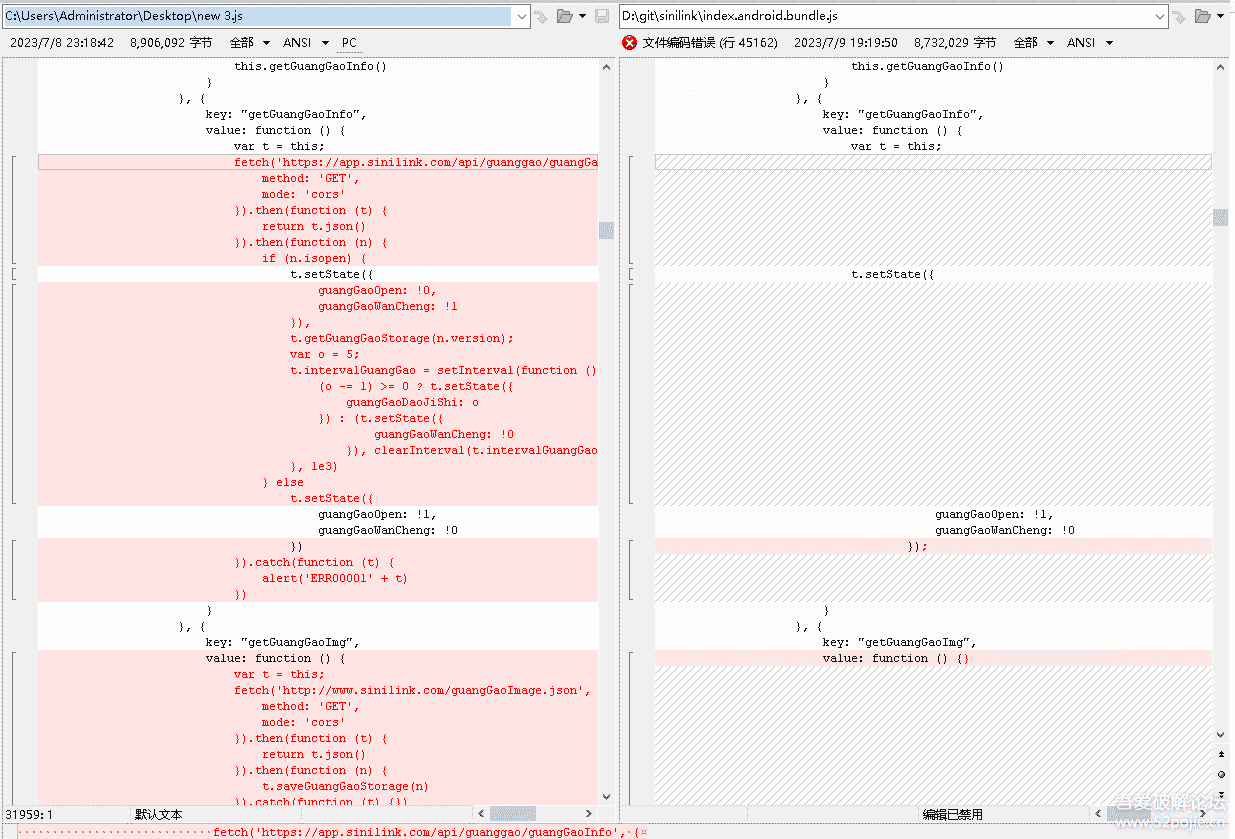 C:\Users\Administrator\Desktop\new 3.js
2023/7/8 23:18:42 8,906,092 字节 全部 ANSI PC
this.getGuangGaoInfo()
}
}, {
key: "getGuangGaoInfo",
value: function () {
var t = this;
fetch('https://app.sinilink.com/api/guanggao/guangGa
method: 'GET',
mode: 'cors'
}).then(function (t) {
return t.json()
}).then(function (n) {
if (n.isopen) {
t.setState({
guangGaoOpen: !0,
guangGaoWanCheng: !1
}),
t.getGuangGaoStorage(n.version);
var o = 5;
t.intervalGuangGao = setInterval(function ()
(o -= 1) >= 0 ? t.setState({
guangGaoDaoJiShi: o
}) : (t.setState({
guangGaoWanCheng: !0
}), clearInterval(t.intervalGuangGao
}, 1e3)
} else
t.setState({
guangGaoOpen: !1,
guangGaoWanCheng: !0
})
}).catch(function (t) {
alert('ERR00001' + t)
})
}
}, {
key: "getGuangGaoImg",
value: function () {
var t = this;
fetch('http://www.sinilink.com/guangGaoImage.json',
method: 'GET',
mode: 'cors'
}).then(function (t) {
return t.json()
}).then(function (n) {
t.saveGuangGaoStorage(n)
}).catch(function (t) {})
31959: 1 默认文本
D:\git\sinilink\index.android.bundle.js
文件编码错误 (行 45162) 2023/7/9 19:19:50 8,732,029 字节 全部 ANSI
this.getGuangGaoInfo()
}
}, {
key: "getGuangGaoInfo",
value: function () {
var t = this;
t.setState({
guangGaoOpen: !1,
guangGaoWanCheng: !0
});
}
}, {
key: "getGuangGaoImg",
value: function () {}
编辑已禁用
吾爱破解论坛
www.52pojie.cn
fetch('https://app.sinilink.com/api/guanggao/guangGaoInfo', {